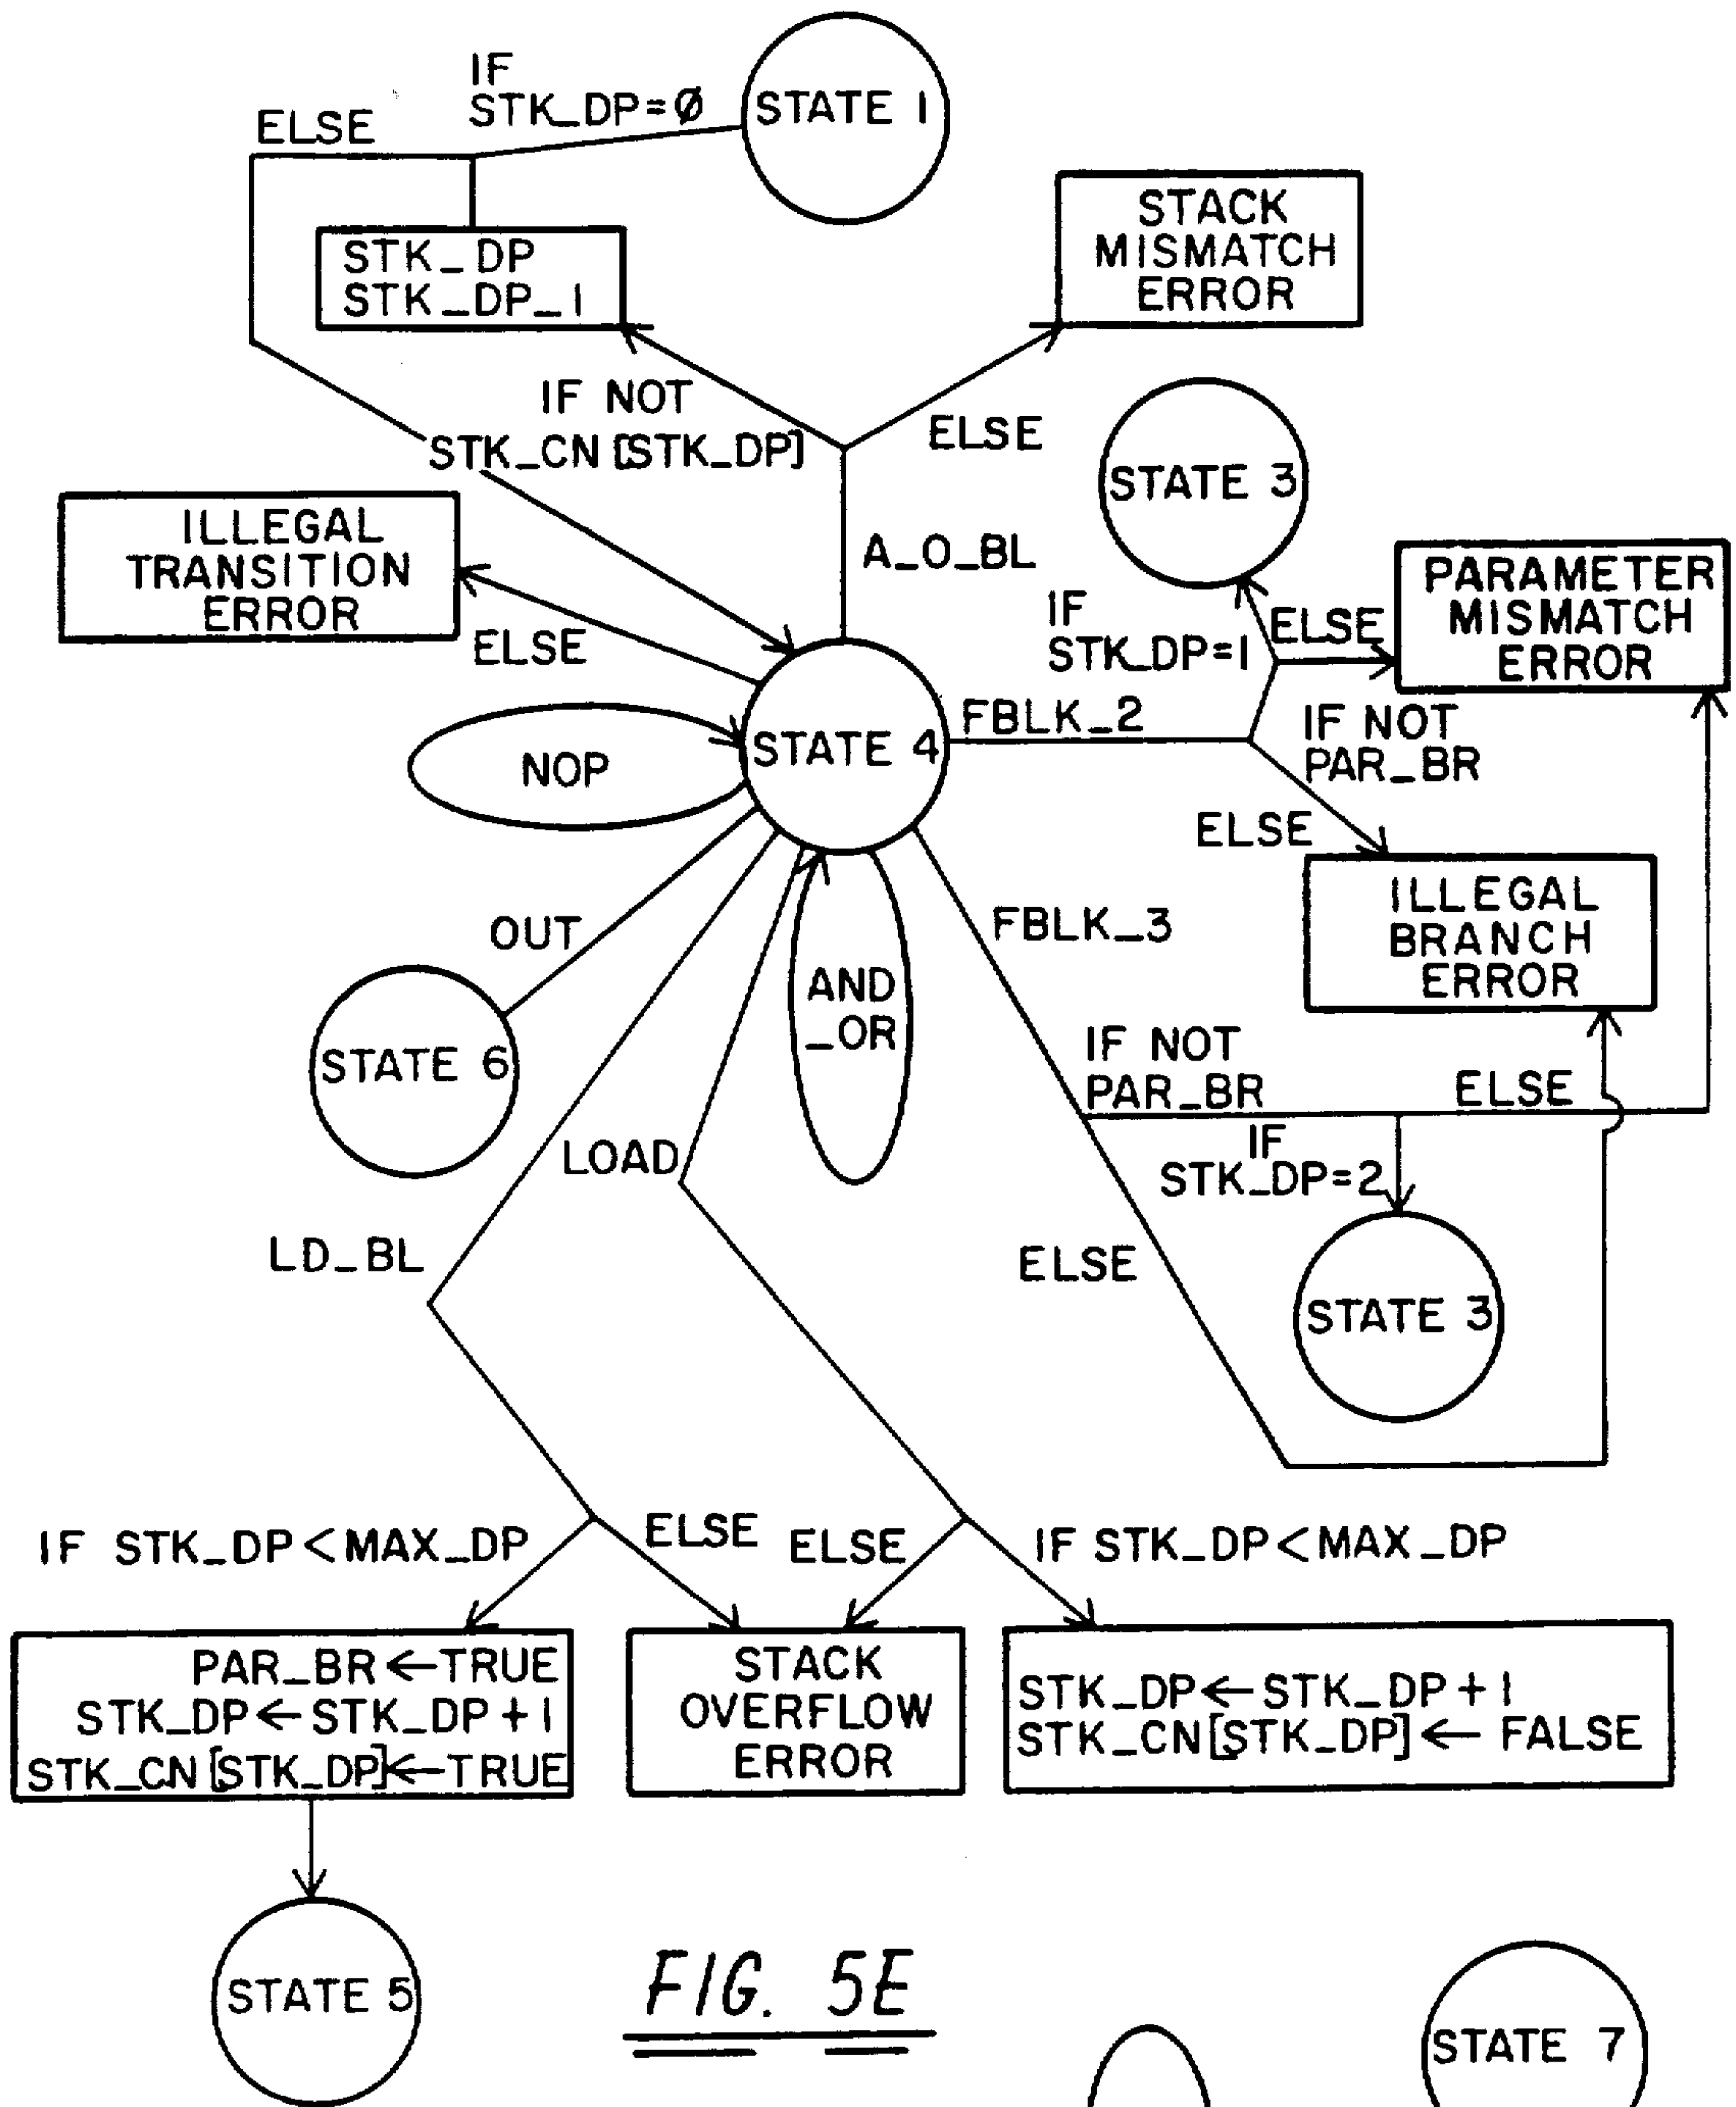 IF
STK_DP=Ø
STATE 1
ELSE
STK_DP
STK_DP_1
STACK
MISMATCH
ERROR
IF NOT
STK_CN[STK_DP]
ELSE
STATE 3
ILLEGAL
TRANSITION
ERROR
A_O_BL
PARAMETER
MISMATCH
ERROR
IF
STK_DP=1
ELSE
ELSE
FBLK_2
STATE 4
NOP
IF NOT
PAR_BR
ELSE
ILLEGAL
BRANCH
ERROR
OUT
FBLK_3
AND
_OR
STATE 6
IF NOT
PAR_BR
ELSE
LOAD
IF
STK_DP=2
LD_BL
ELSE
STATE 3
IF STK_DP<MAX_DP
ELSE
ELSE
IF STK_DP<MAX_DP
PAR_BR←TRUE
STK_DP←STK_DP+1
STK_CN[STK_DP]←TRUE
STACK
OVERFLOW
ERROR
STK_DP←STK_DP+1
STK_CN[STK_DP]← FALSE
STATE 5
FIG. 5E
STATE 7